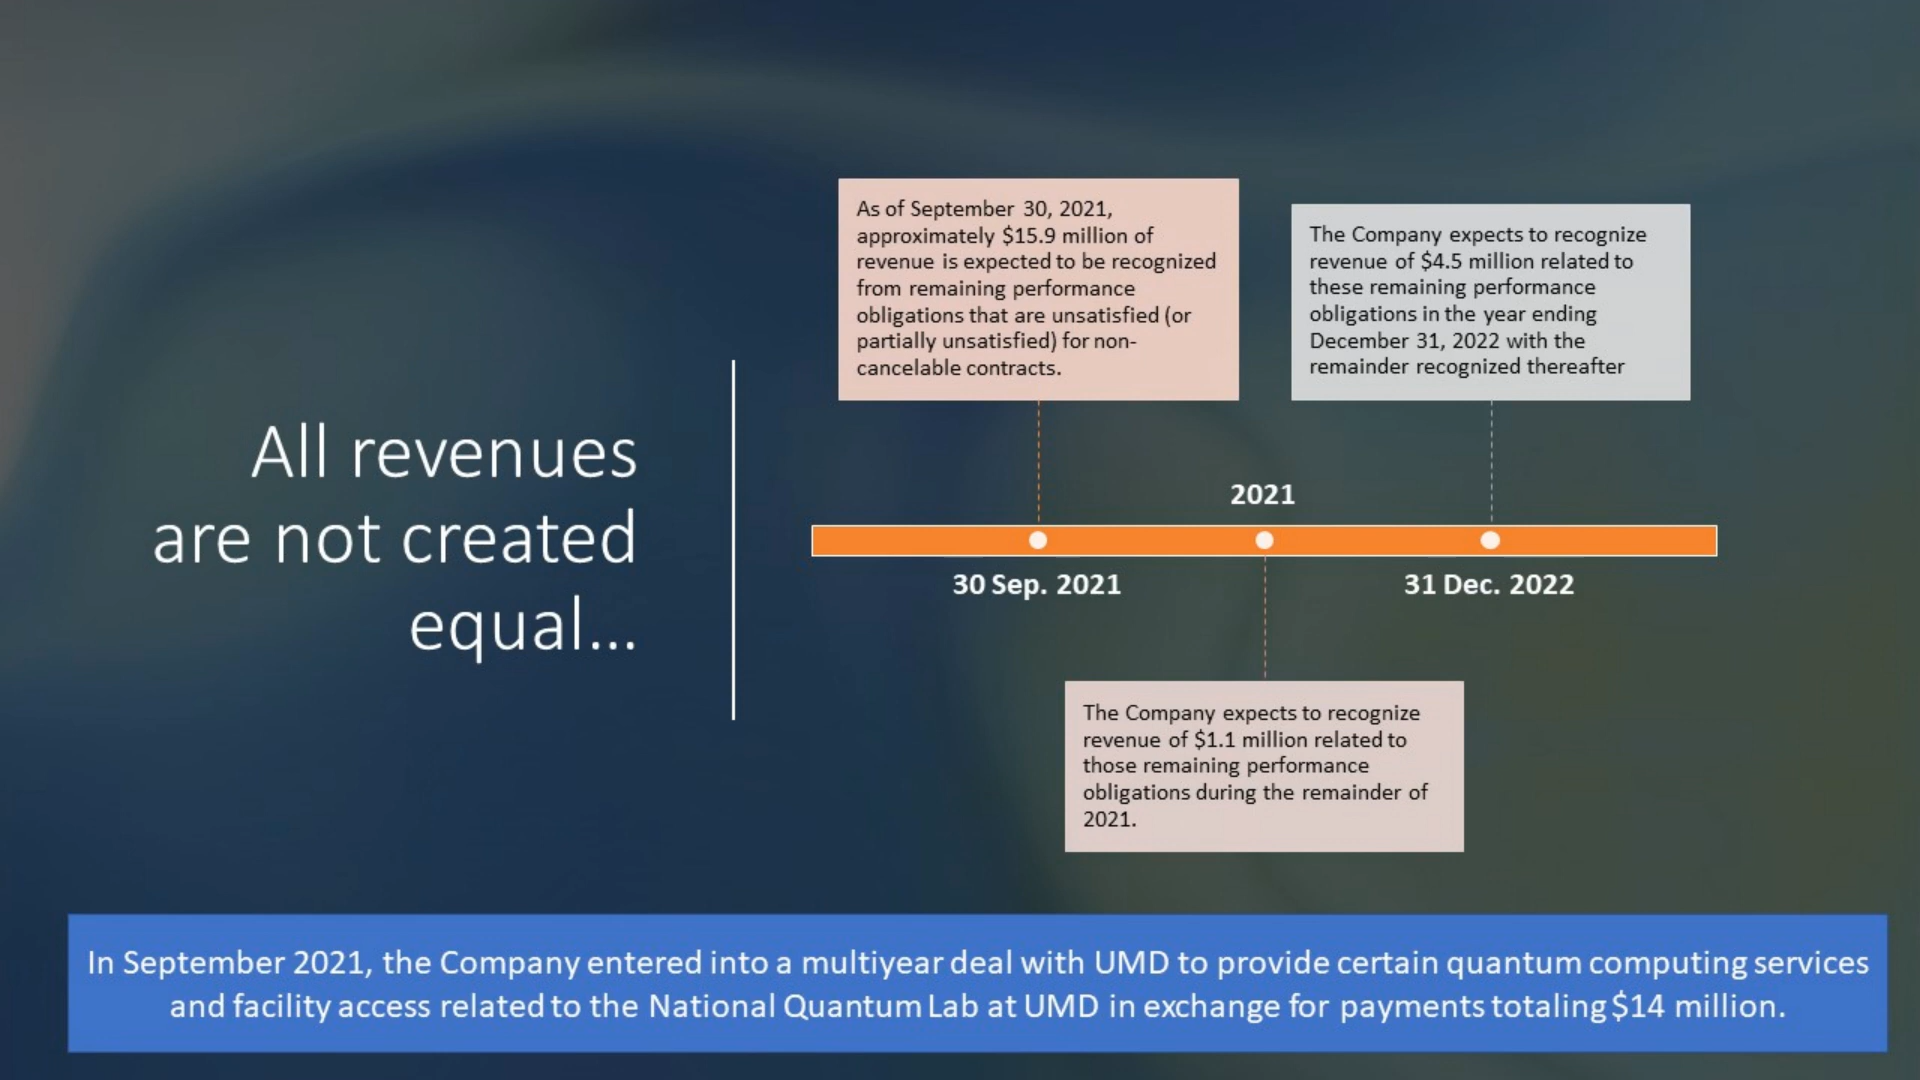 All revenues
are not created
equal...
As of September 30, 2021,
approximately $15.9 million of
revenue is expected to be recognized
from remaining performance
obligations that are unsatisfied (or
partially unsatisfied) for non-
cancelable contracts.
The Company expects to recognize
revenue of $4.5 million related to
these remaining performance
obligations in the year ending
December 31, 2022 with the
remainder recognized thereafter
2021
30 Sep. 2021
31 Dec. 2022
The Company expects to recognize
revenue of $1.1 million related to
those remaining performance
obligations during the remainder of
2021.
In September 2021, the Company entered into a multiyear deal with UMD to provide certain quantum computing services
and facility access related to the National Quantum Lab at UMD in exchange for payments totaling $14 million.